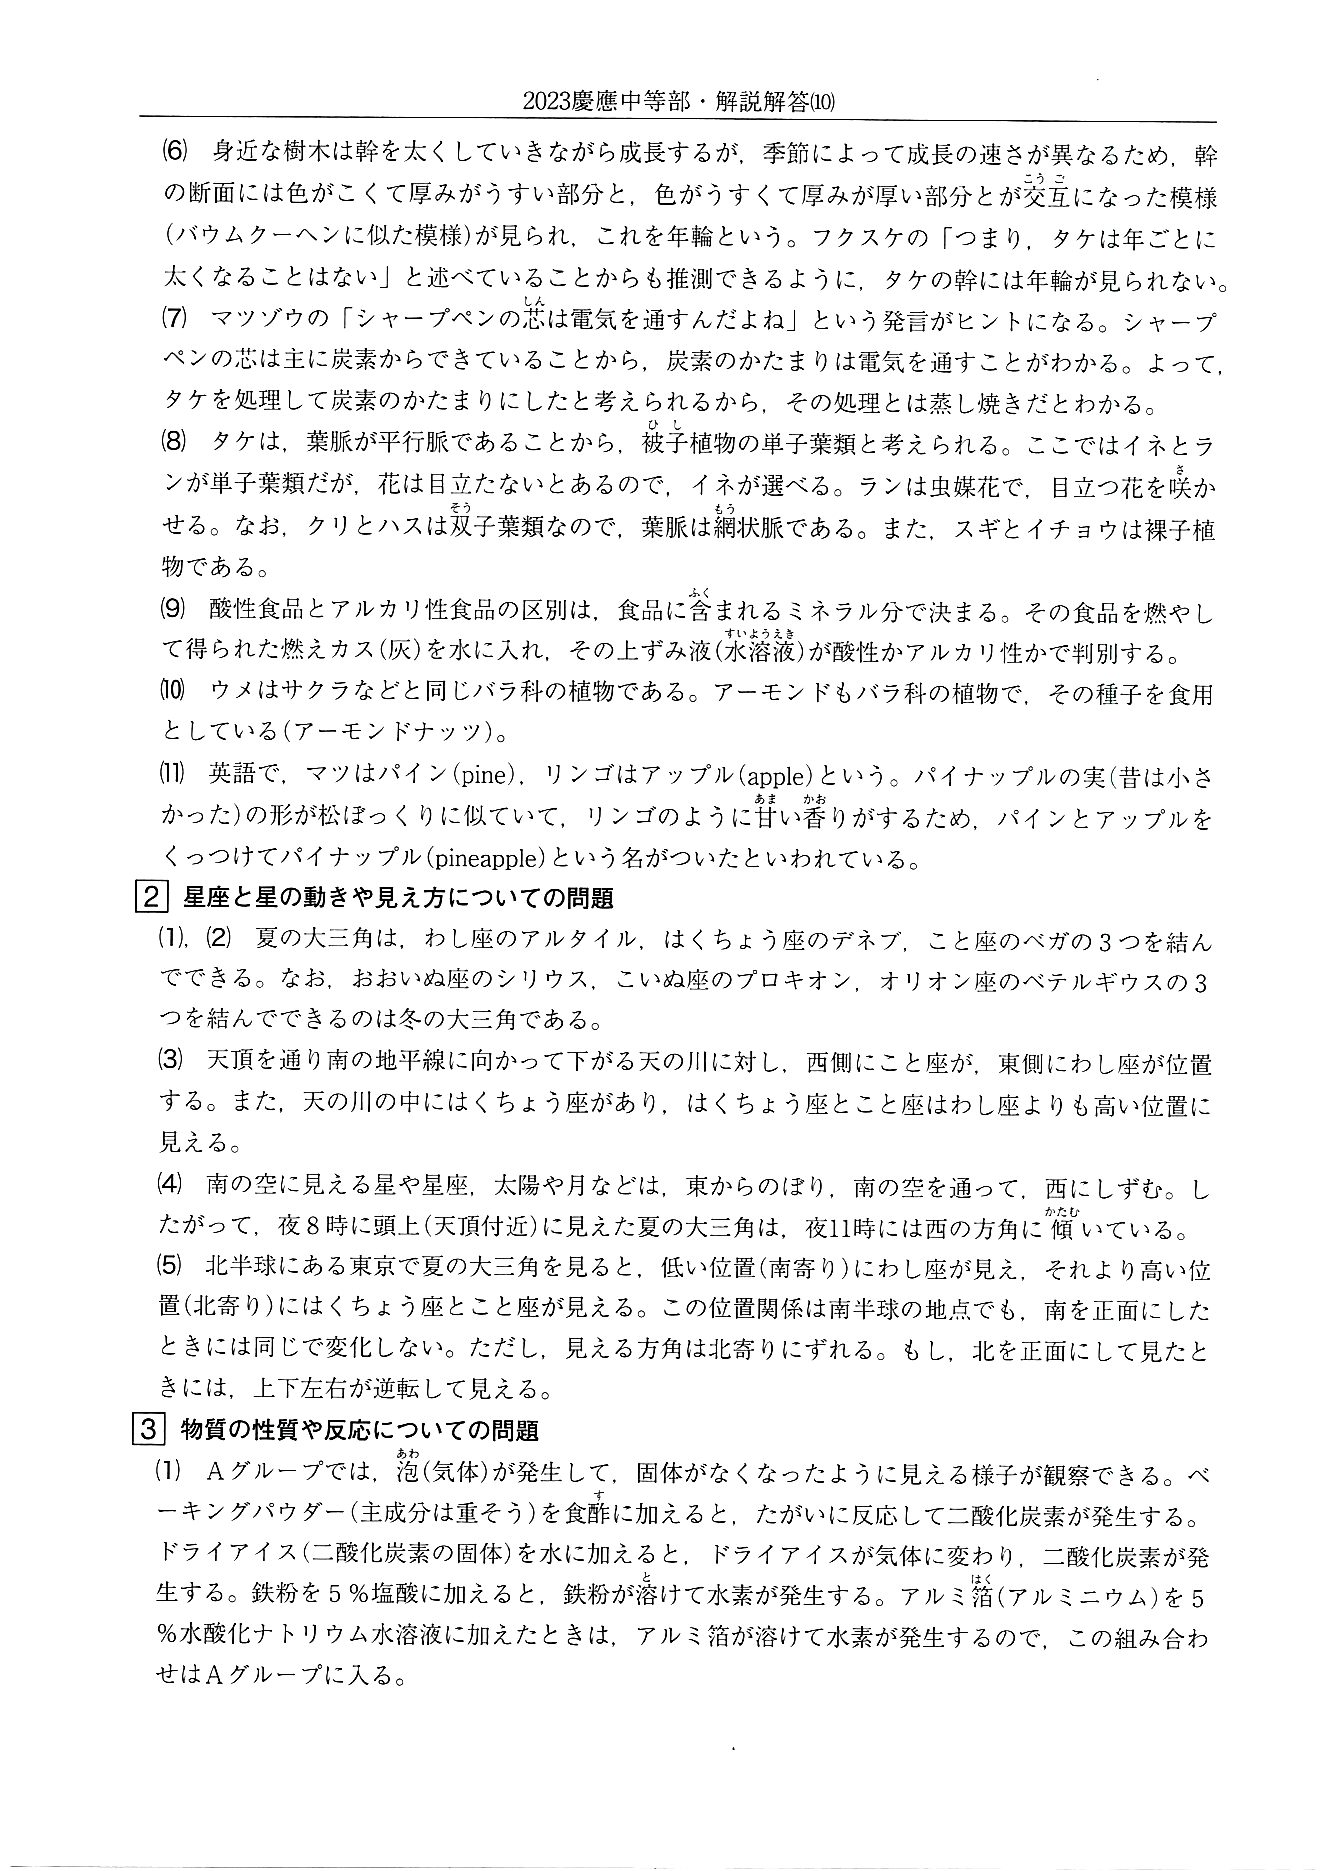 2023慶應中等部・解説解答⑽
⑹　身近な樹木は幹を太くしていきながら成長するが，季節によって成長の速さが異なるため，幹
の断面には色がこくて厚みがうすい部分と，色がうすくて厚みが厚い部分とが交互になった模様
(バウムクーヘンに似た模様)が見られ，これを年輪という。フクスケの「つまり，タケは年ごとに
太くなることはない」と述べていることからも推測できるように，タケの幹には年輪が見られない。
⑺　マツゾウの「シャープペンの芯は電気を通すんだよね」という発言がヒントになる。シャープ
ペンの芯は主に炭素からできていることから，炭素のかたまりは電気を通すことがわかる。よって，
タケを処理して炭素のかたまりにしたと考えられるから，その処理とは蒸し焼きだとわかる。
⑻　タケは，葉脈が平行脈であることから，被子植物の単子葉類と考えられる。ここではイネとラ
ンが単子葉類だが，花は目立たないとあるので，イネが選べる。ランは虫媒花で，目立つ花を咲か
せる。なお，クリとハスは双子葉類なので，葉脈は網状脈である。また，スギとイチョウは裸子植
物である。
⑼　酸性食品とアルカリ性食品の区別は，食品に含まれるミネラル分で決まる。その食品を燃やし
て得られた燃えカス(灰)を水に入れ，その上ずみ液(水溶液)が酸性かアルカリ性かで判別する。
⑽　ウメはサクラなどと同じバラ科の植物である。アーモンドもバラ科の植物で，その種子を食用
としている(アーモンドナッツ)。
⑾　英語で，マツはパイン(pine)，リンゴはアップル(apple)という。パイナップルの実(昔は小さ
かった)の形が松ぼっくりに似ていて，リンゴのように甘い香りがするため，パインとアップルを
くっつけてパイナップル(pineapple)という名がついたといわれている。
2　星座と星の動きや見え方についての問題
⑴，⑵　夏の大三角は，わし座のアルタイル，はくちょう座のデネブ，こと座のベガの３つを結ん
でできる。なお，おおいぬ座のシリウス，こいぬ座のプロキオン，オリオン座のベテルギウスの３
つを結んでできるのは冬の大三角である。
⑶　天頂を通り南の地平線に向かって下がる天の川に対し，西側にこと座が，東側にわし座が位置
する。また，天の川の中にはくちょう座があり，はくちょう座とこと座はわし座よりも高い位置に
見える。
⑷　南の空に見える星や星座，太陽や月などは，東からのぼり，南の空を通って，西にしずむ。し
たがって，夜８時に頭上(天頂付近)に見えた夏の大三角は，夜11時には西の方角に傾いている。
⑸　北半球にある東京で夏の大三角を見ると，低い位置(南寄り)にわし座が見え，それより高い位
置(北寄り)にはくちょう座とこと座が見える。この位置関係は南半球の地点でも，南を正面にした
ときには同じで変化しない。ただし，見える方角は北寄りにずれる。もし，北を正面にして見たと
きには，上下左右が逆転して見える。
3　物質の性質や反応についての問題
⑴　Ａグループでは，泡(気体)が発生して，固体がなくなったように見える様子が観察できる。ベ
ーキングパウダー(主成分は重そう)を食酢に加えると，たがいに反応して二酸化炭素が発生する。
ドライアイス(二酸化炭素の固体)を水に加えると，ドライアイスが気体に変わり，二酸化炭素が発
生する。鉄粉を５％塩酸に加えると，鉄粉が溶けて水素が発生する。アルミ箔(アルミニウム)を５
％水酸化ナトリウム水溶液に加えたときは，アルミ箔が溶けて水素が発生するので，この組み合わ
せはＡグループに入る。